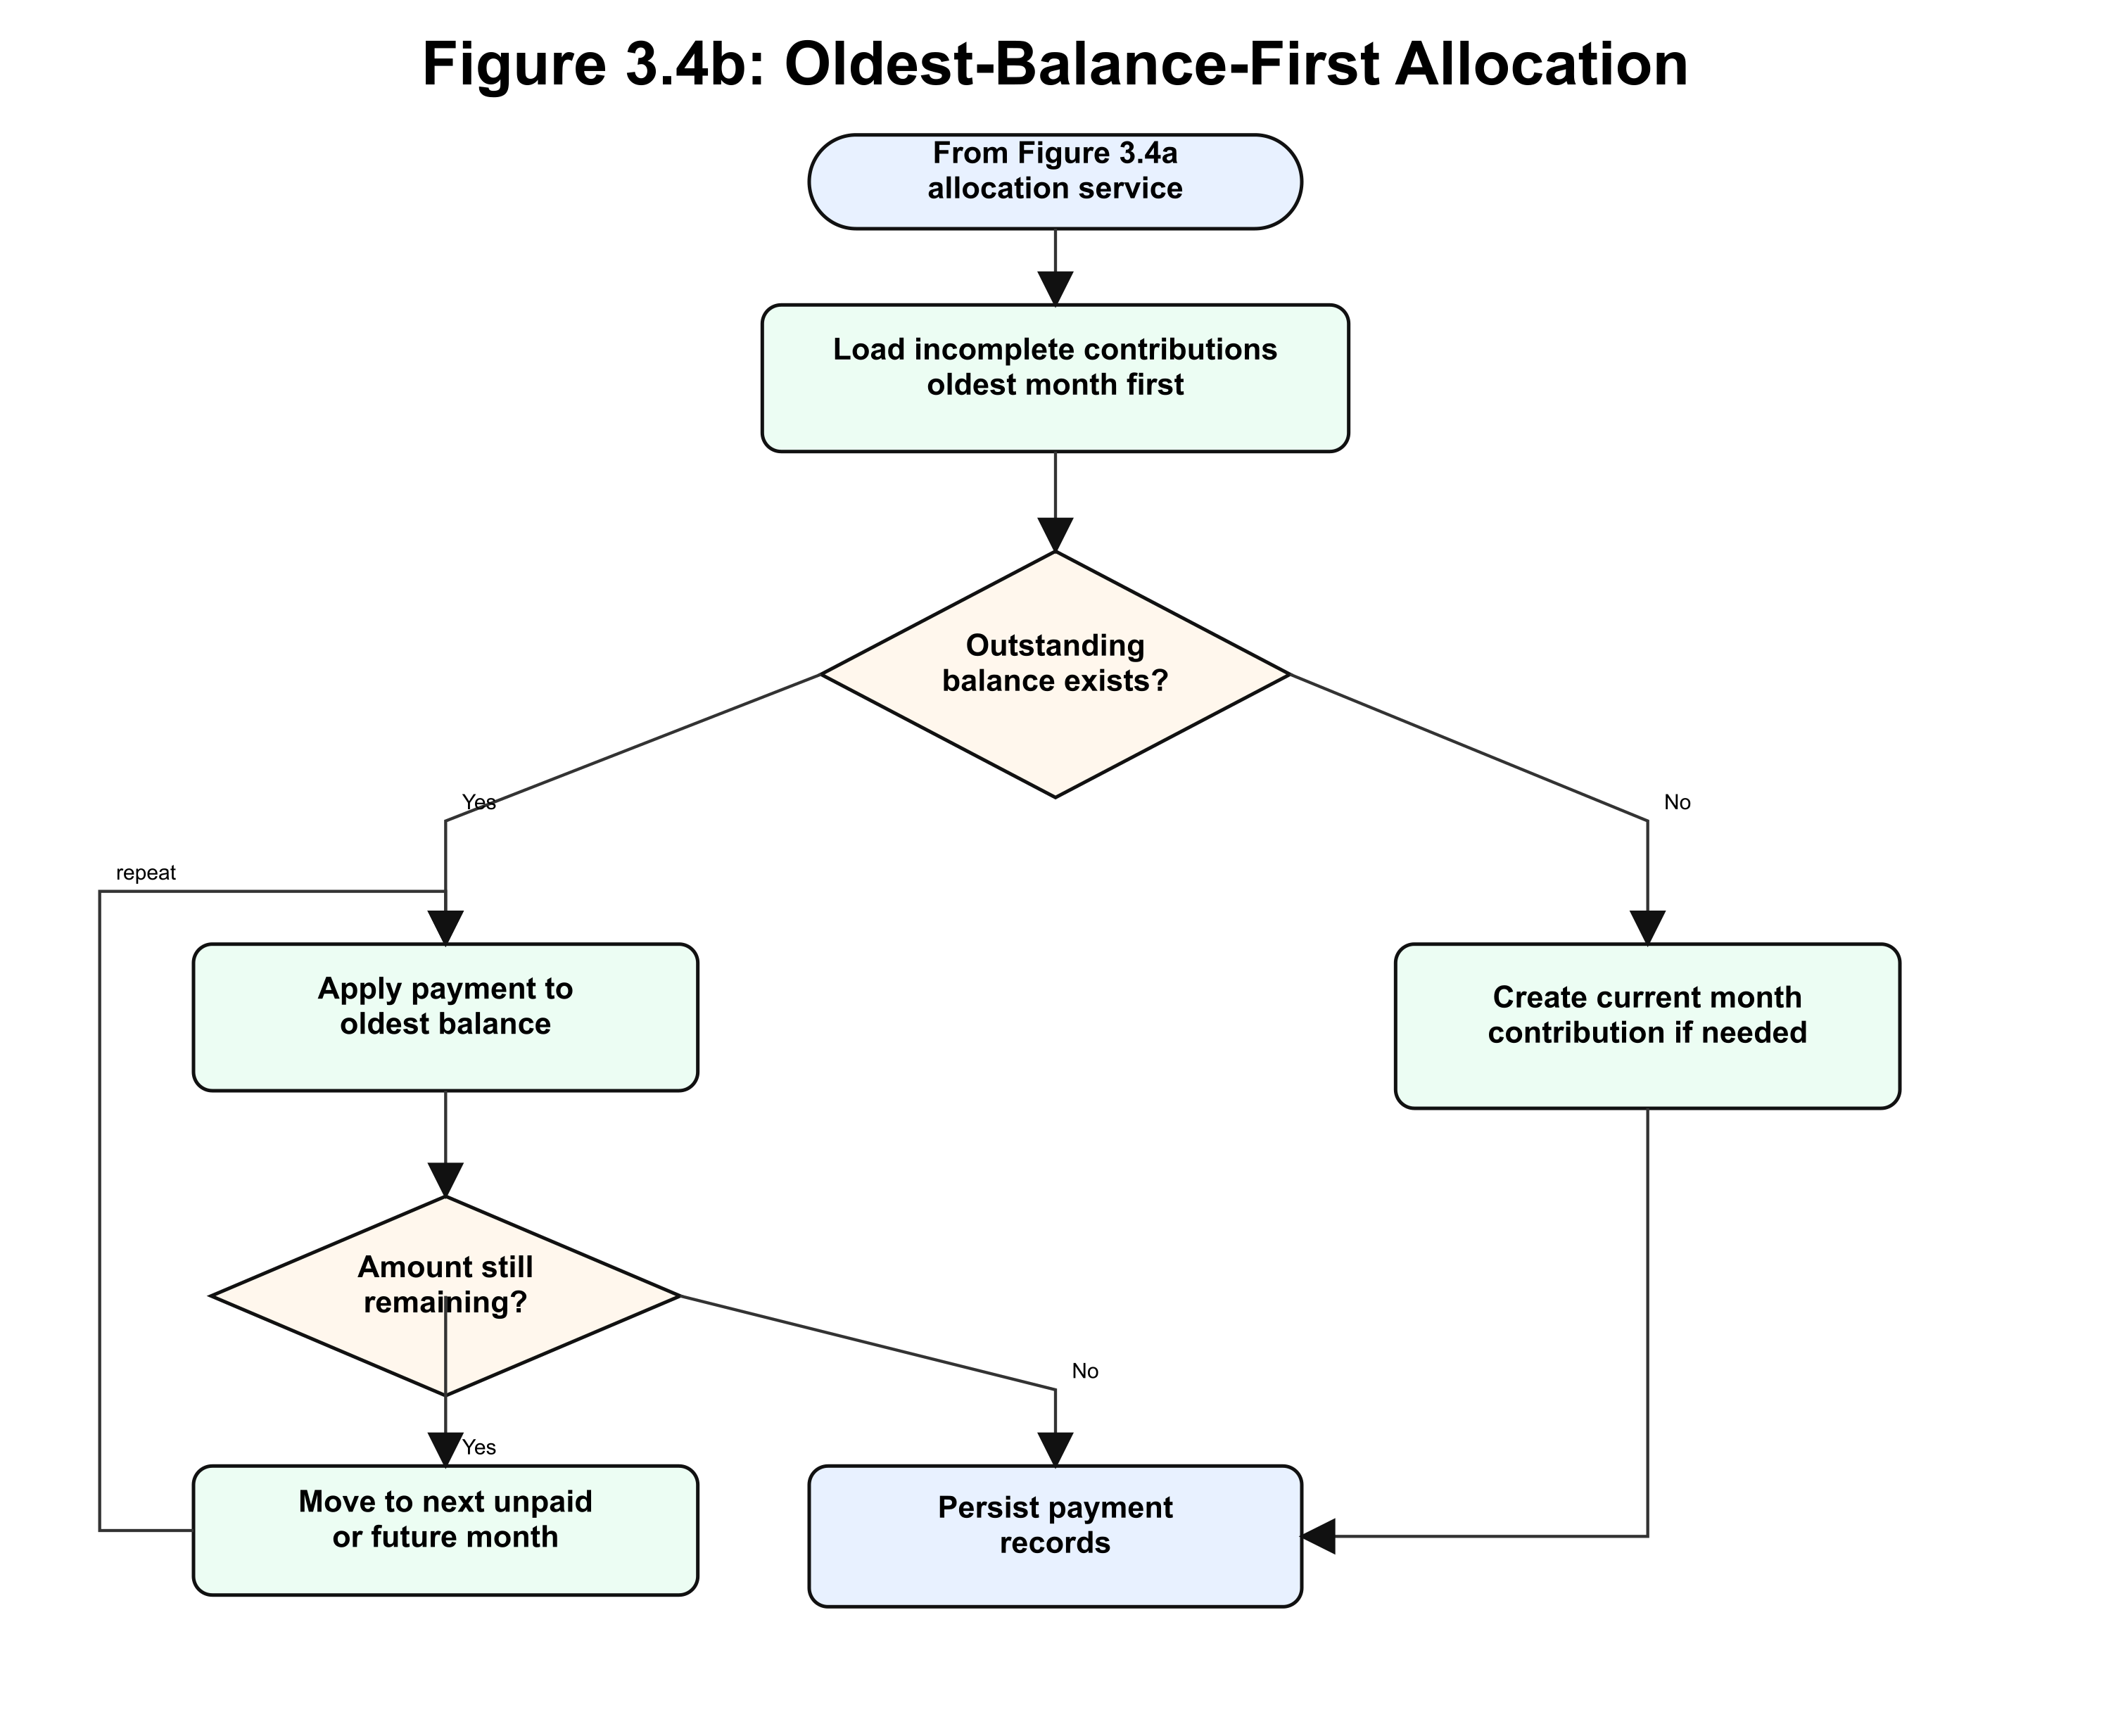 Figure 3.4b: Oldest-Balance-First Allocation
From Figure 3.4a
allocation service
Load incomplete contributions
oldest month first
Outstanding
balance exists?
Yes
No
repeat
Apply payment to
oldest balance
Create current month
contribution if needed
Amount still
remaining?
No
Yes
Move to next unpaid
or future month
Persist payment
records